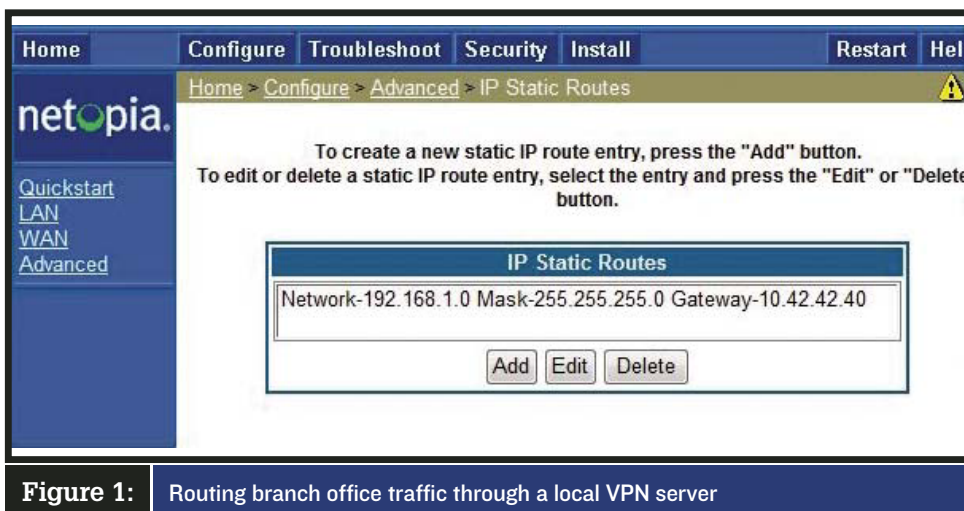 Home Configure Troubleshoot Security Install Restart Hel
Home > Configure > Advanced > IP Static Routes
netopia.
Quickstart
LAN
WAN
Advanced
To create a new static IP route entry, press the "Add" button.
To edit or delete a static IP route entry, select the entry and press the "Edit" or "Delete
button.
IP Static Routes
Network-192.168.1.0 Mask-255.255.255.0 Gateway-10.42.42.40
Add Edit Delete
Figure 1: Routing branch office traffic through a local VPN server